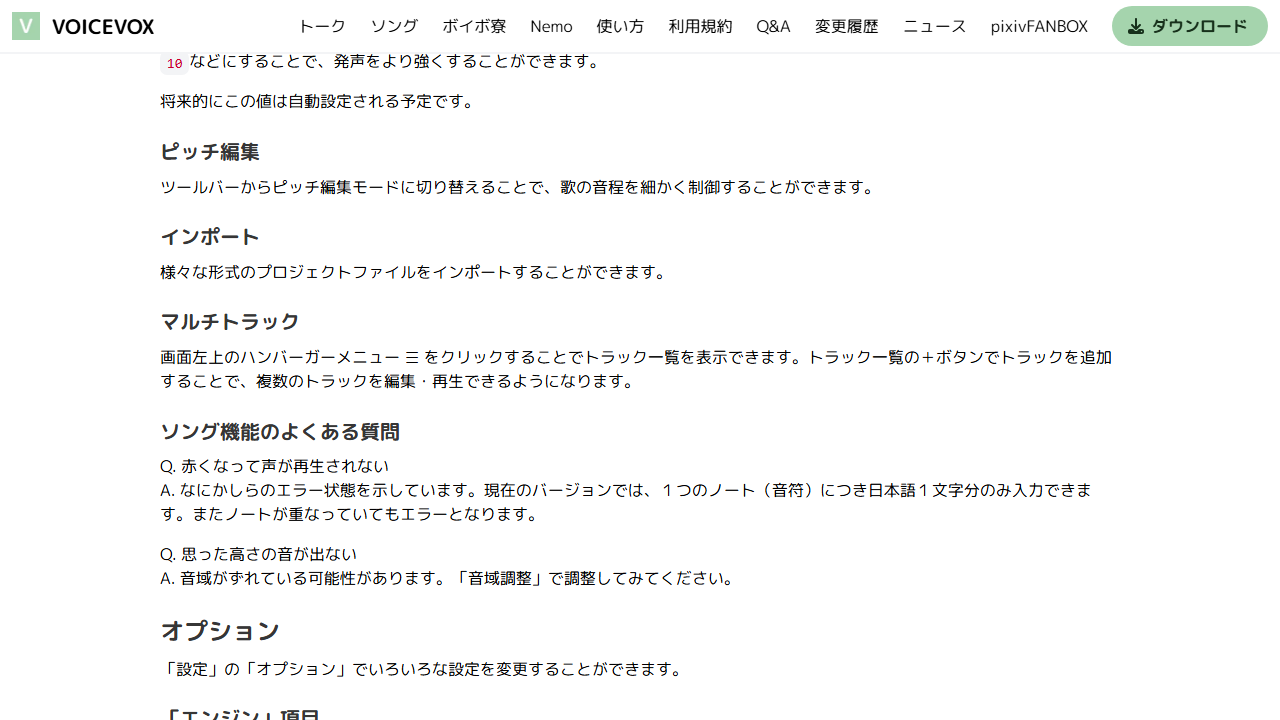 V VOICEVOX トーク ソング ボイボ寮 Nemo 使い方 利用規約 Q&A 変更履歴 ニュース pixivFANBOX ダウンロード
10 などにすることで、発声をより強くすることができます。
将来的にこの値は自動設定される予定です。
ピッチ編集
ツールバーからピッチ編集モードに切り替えることで、歌の音程を細かく制御することができます。
インポート
様々な形式のプロジェクトファイルをインポートすることができます。
マルチトラック
画面左上のハンバーガーメニュー ☰ をクリックすることでトラック一覧を表示できます。トラック一覧の＋ボタンでトラックを追加
することで、複数のトラックを編集・再生できるようになります。
ソング機能のよくある質問
Q. 赤くなって声が再生されない
A. なにかしらのエラー状態を示しています。現在のバージョンでは、１つのノート（音符）につき日本語１文字分のみ入力できま
す。またノートが重なっていてもエラーとなります。
Q. 思った高さの音が出ない
A. 音域がずれている可能性があります。「音域調整」で調整してみてください。
オプション
「設定」の「オプション」でいろいろな設定を変更することができます。
「エンジン」項目